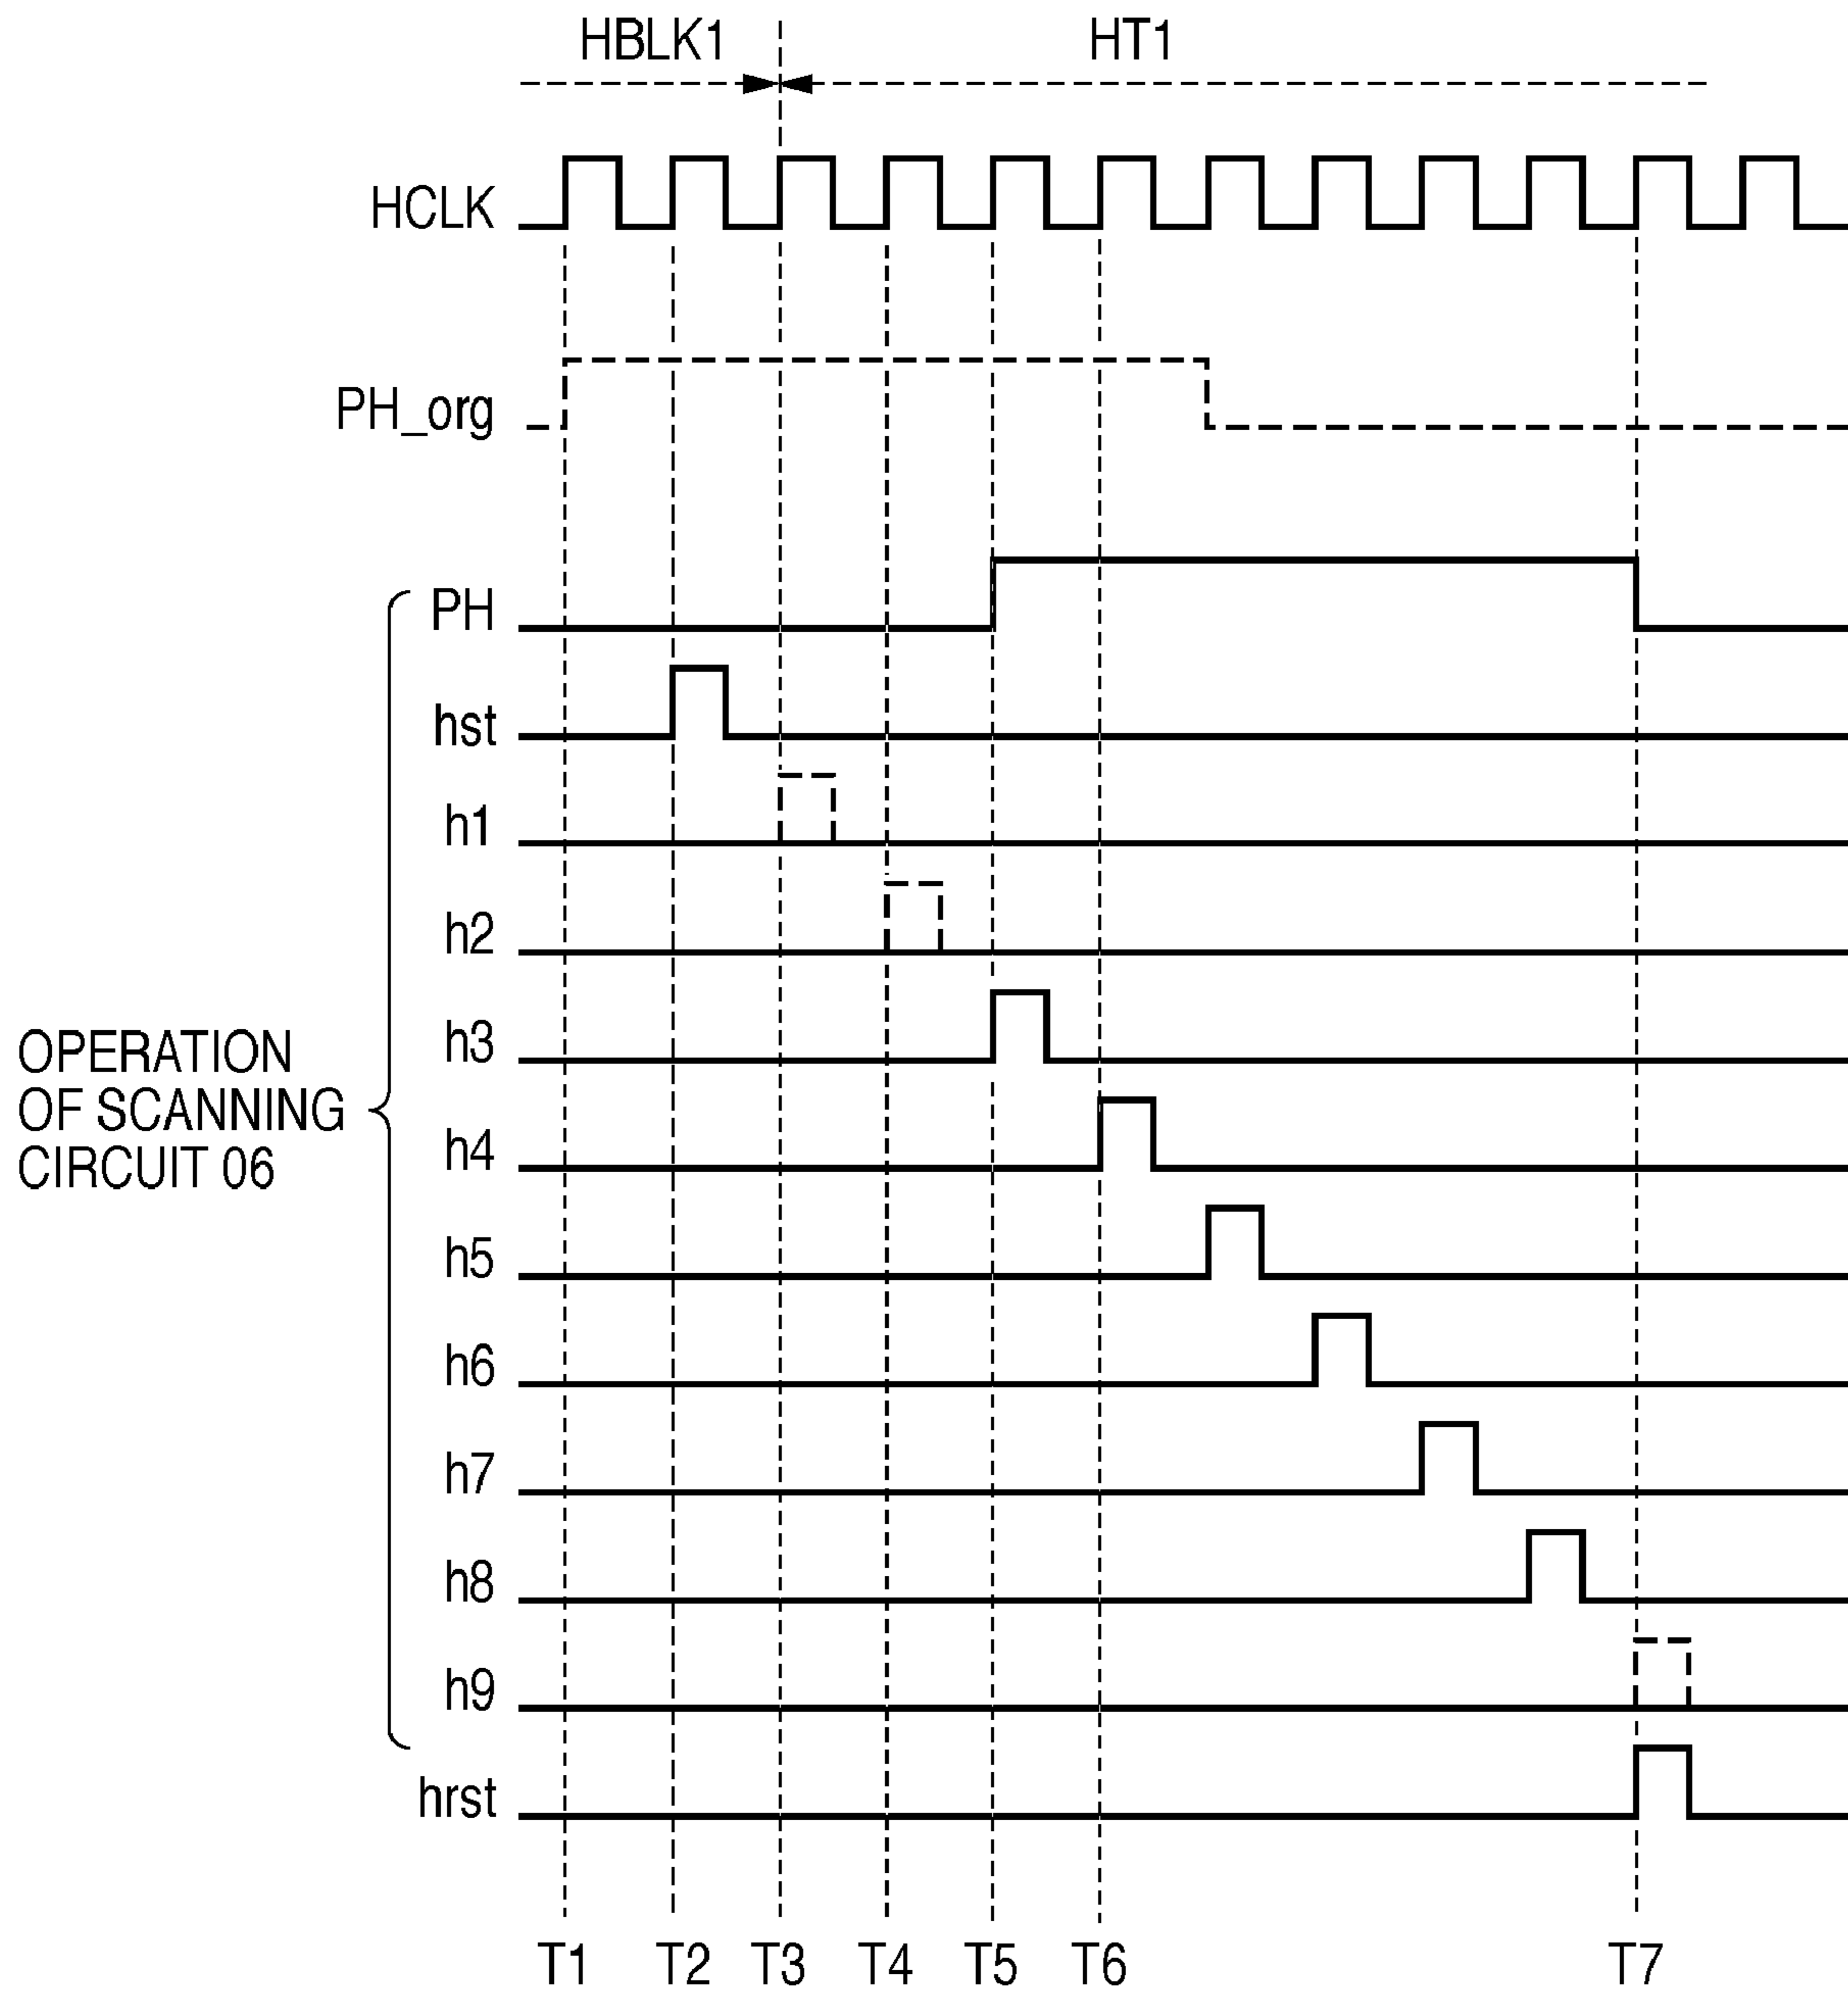 HBLK1 HT1
HCLK
PH_org
PH
hst
h1
h2
h3
OPERATION
OF SCANNING
CIRCUIT 06
h4
h5
h6
h7
h8
h9
hrst
T1 T2 T3 T4 T5 T6 T7